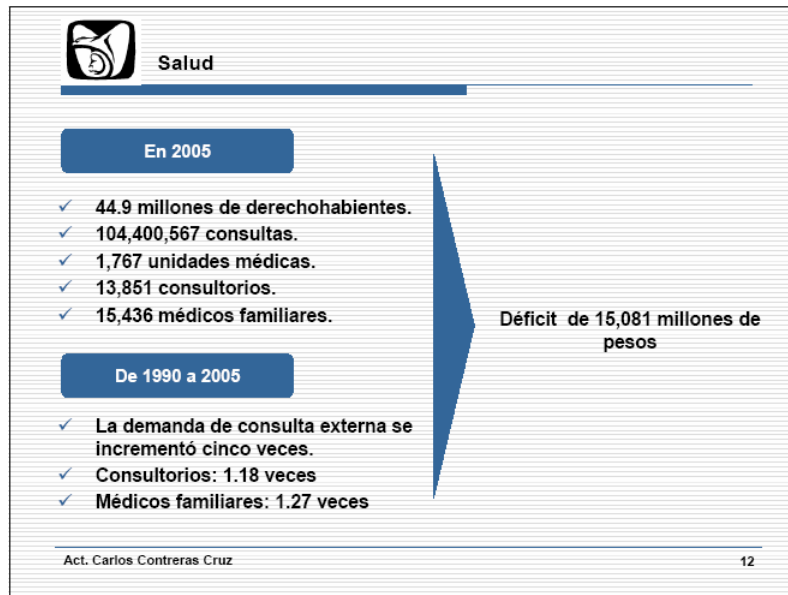 Salud
En 2005
44.9 millones de derechohabientes.
104,400,567 consultas.
1,767 unidades médicas.
13,851 consultorios.
15,436 médicos familiares.
Déficit de 15,081 millones de
pesos
De 1990 a 2005
La demanda de consulta externa se
incrementó cinco veces.
Consultorios: 1.18 veces
Médicos familiares: 1.27 veces
Act. Carlos Contreras Cruz
12